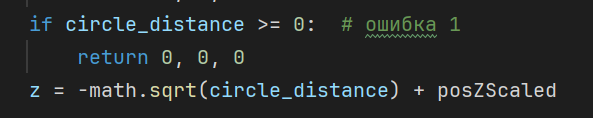 if circle_distance >= 0:  # ошибка 1
    return 0, 0, 0
z = -math.sqrt(circle_distance) + posZScaled